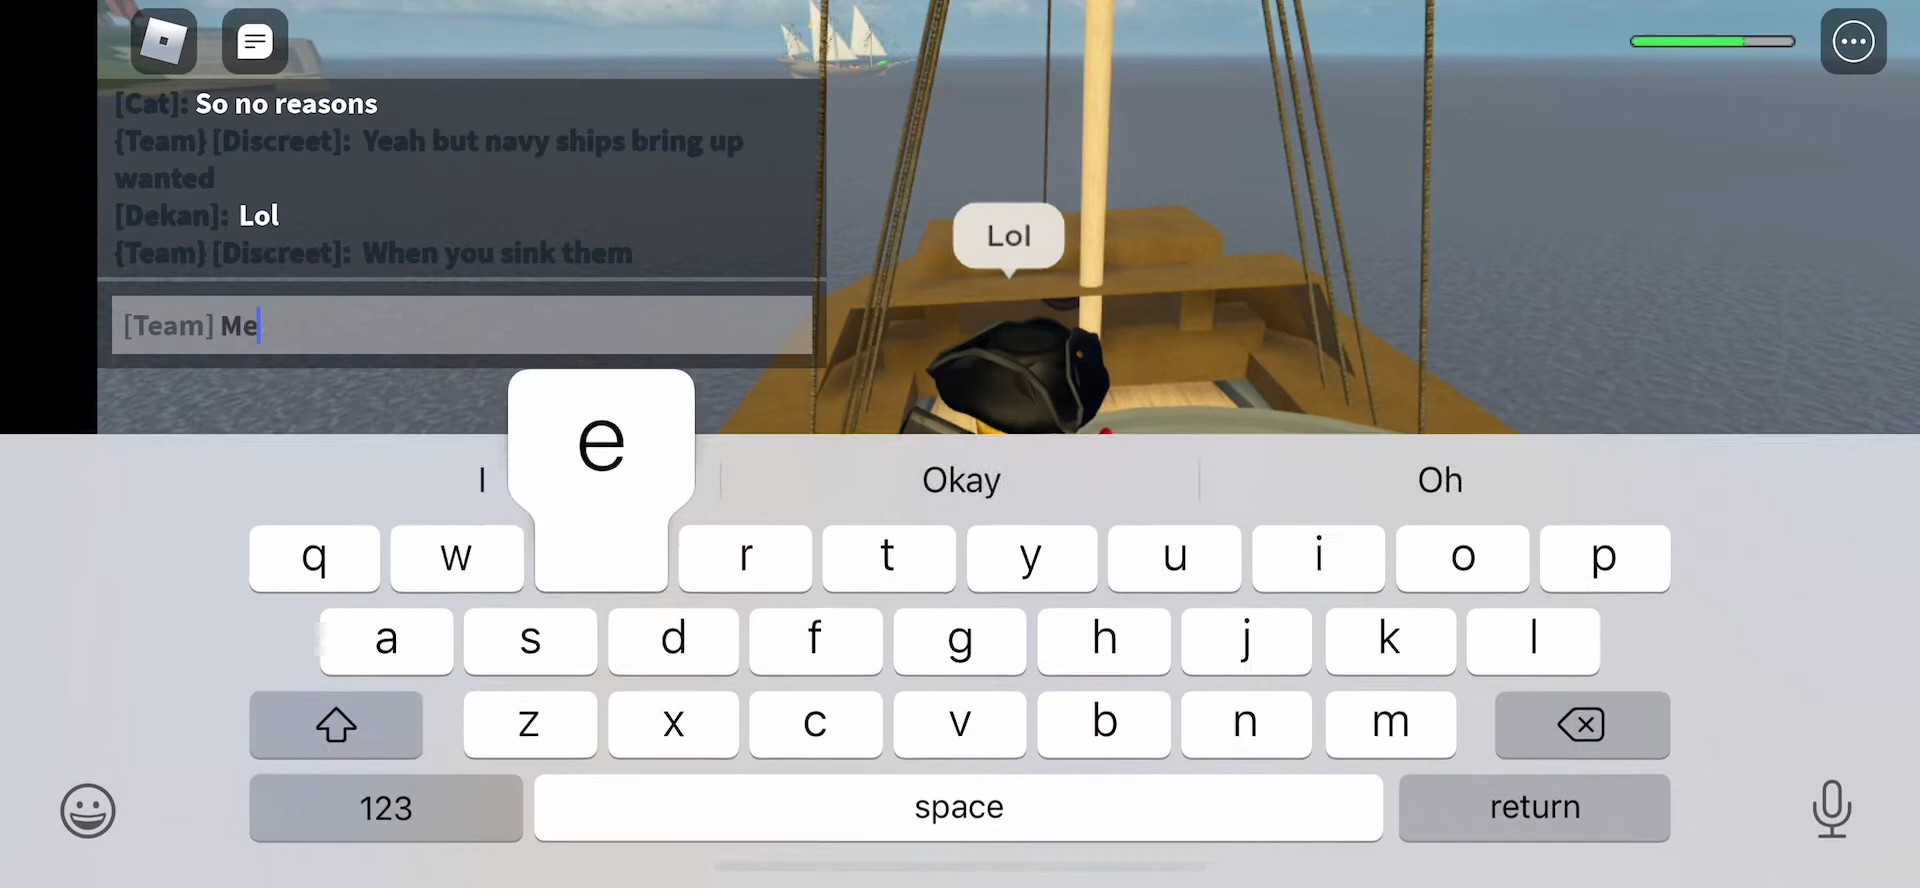 [Cat]: So no reasons
{Team} [Discreet]: Yeah but navy ships bring up
wanted
[Dekan]: Lol
{Team} [Discreet]: When you sink them
[Team] Me
Lol
e
I
Okay
Oh
q w r t y u i o p
a s d f g h j k l
z x c v b n m
123 space return